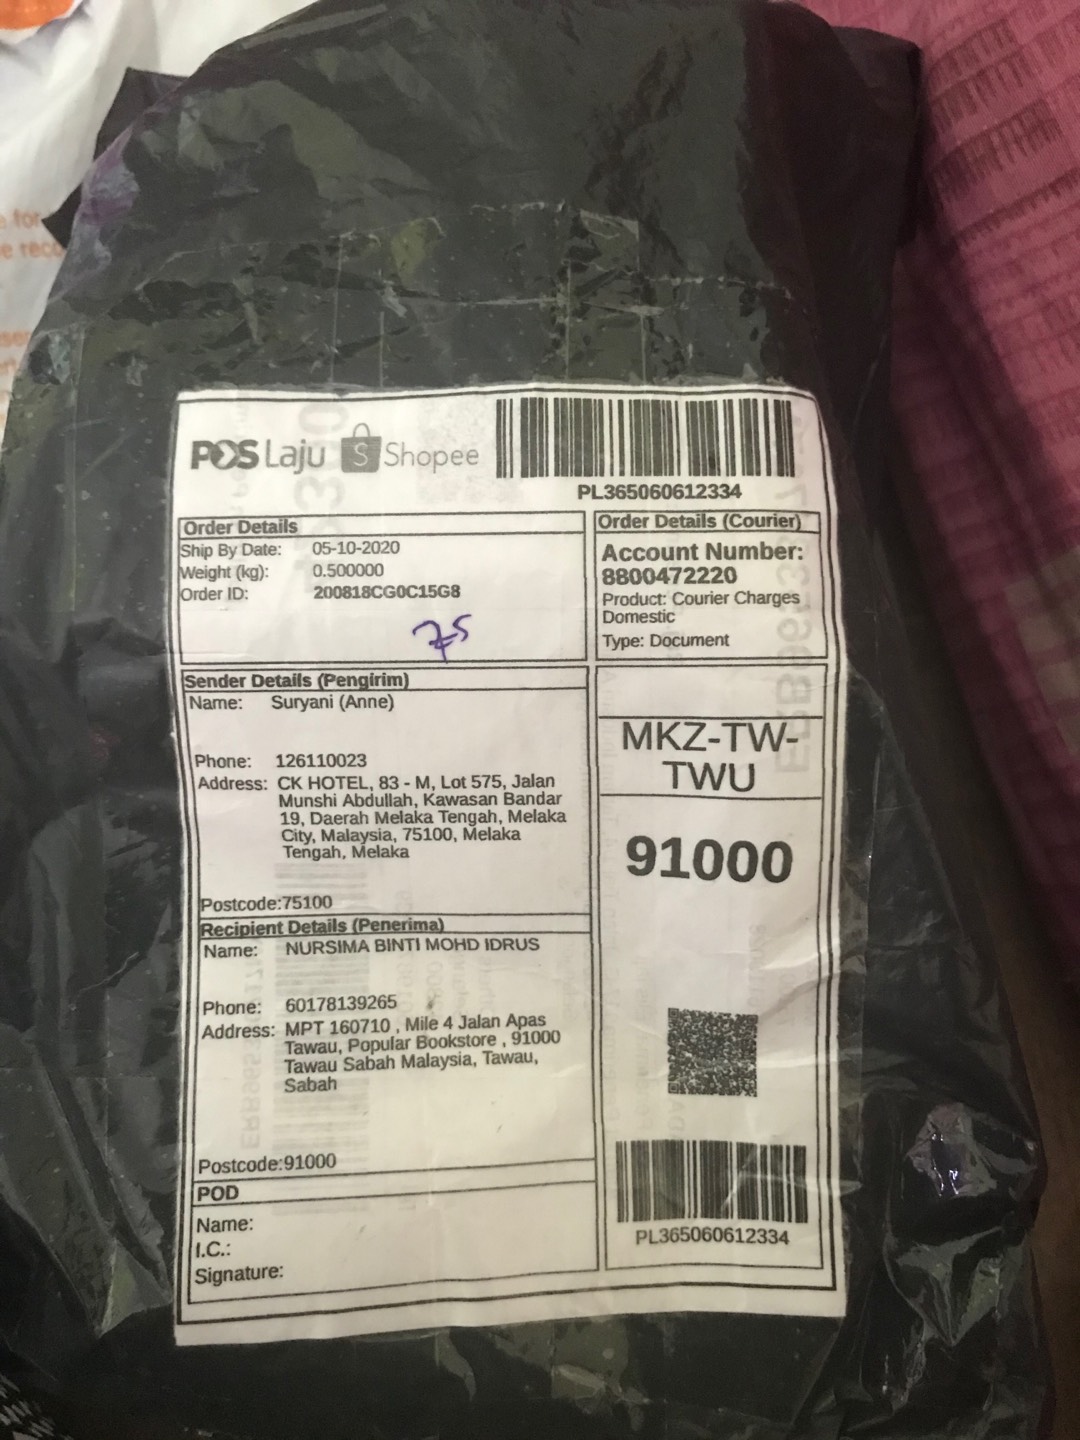 POS Laju Shopee
PL365060612334
Order Details
Ship By Date: 05-10-2020
Weight (kg): 0.500000
Order ID: 200818CG0C15G8
75
Order Details (Courier)
Account Number:
8800472220
Product: Courier Charges
Domestic
Type: Document
Sender Details (Pengirim)
Name: Suryani (Anne)
Phone: 126110023
Address: CK HOTEL, 83 - M, Lot 575, Jalan
Munshi Abdullah, Kawasan Bandar
19, Daerah Melaka Tengah, Melaka
City, Malaysia, 75100, Melaka
Tengah, Melaka
Postcode:75100
MKZ-TW-
TWU
91000
Recipient Details (Penerima)
Name: NURSIMA BINTI MOHD IDRUS
Phone: 60178139265
Address: MPT 160710 , Mile 4 Jalan Apas
Tawau, Popular Bookstore , 91000
Tawau Sabah Malaysia, Tawau,
Sabah
Postcode:91000
POD
Name:
I.C.:
Signature:
PL365060612334